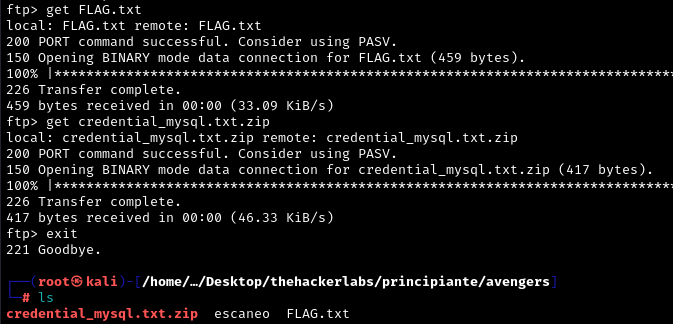 ftp> get FLAG.txt
local: FLAG.txt remote: FLAG.txt
200 PORT command successful. Consider using PASV.
150 Opening BINARY mode data connection for FLAG.txt (459 bytes).
100% |*******************************************************************************
226 Transfer complete.
459 bytes received in 00:00 (33.09 KiB/s)
ftp> get credential_mysql.txt.zip
local: credential_mysql.txt.zip remote: credential_mysql.txt.zip
200 PORT command successful. Consider using PASV.
150 Opening BINARY mode data connection for credential_mysql.txt.zip (417 bytes).
100% |*******************************************************************************
226 Transfer complete.
417 bytes received in 00:00 (46.33 KiB/s)
ftp> exit
221 Goodbye.
┌──(root㉿kali)-[/home/…/Desktop/thehackerlabs/principiante/avengers]
└─# ls
credential_mysql.txt.zip  escaneo  FLAG.txt